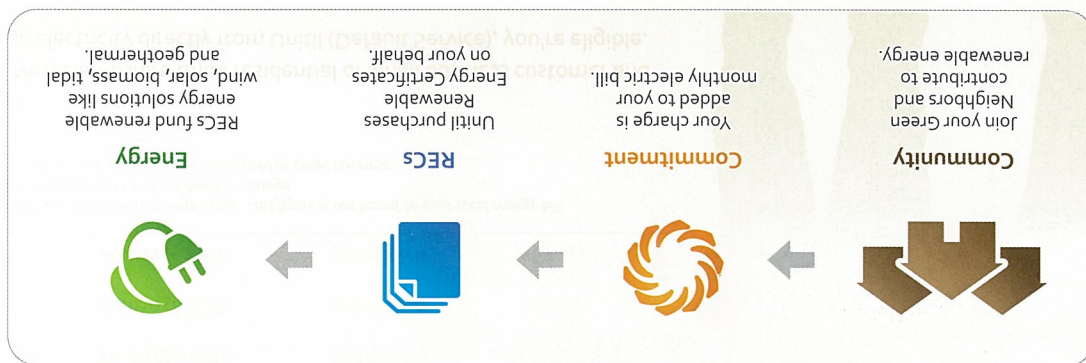 Community
Join your Green
Neighbors and
contribute to
renewable energy.
Commitment
Your charge is
added to your
monthly electric bill.
RECs
Unitil purchases
Renewable
Energy Certificates
on your behalf.
Energy
RECs fund renewable
energy solutions like
wind, solar, biomass, tidal
and geothermal.